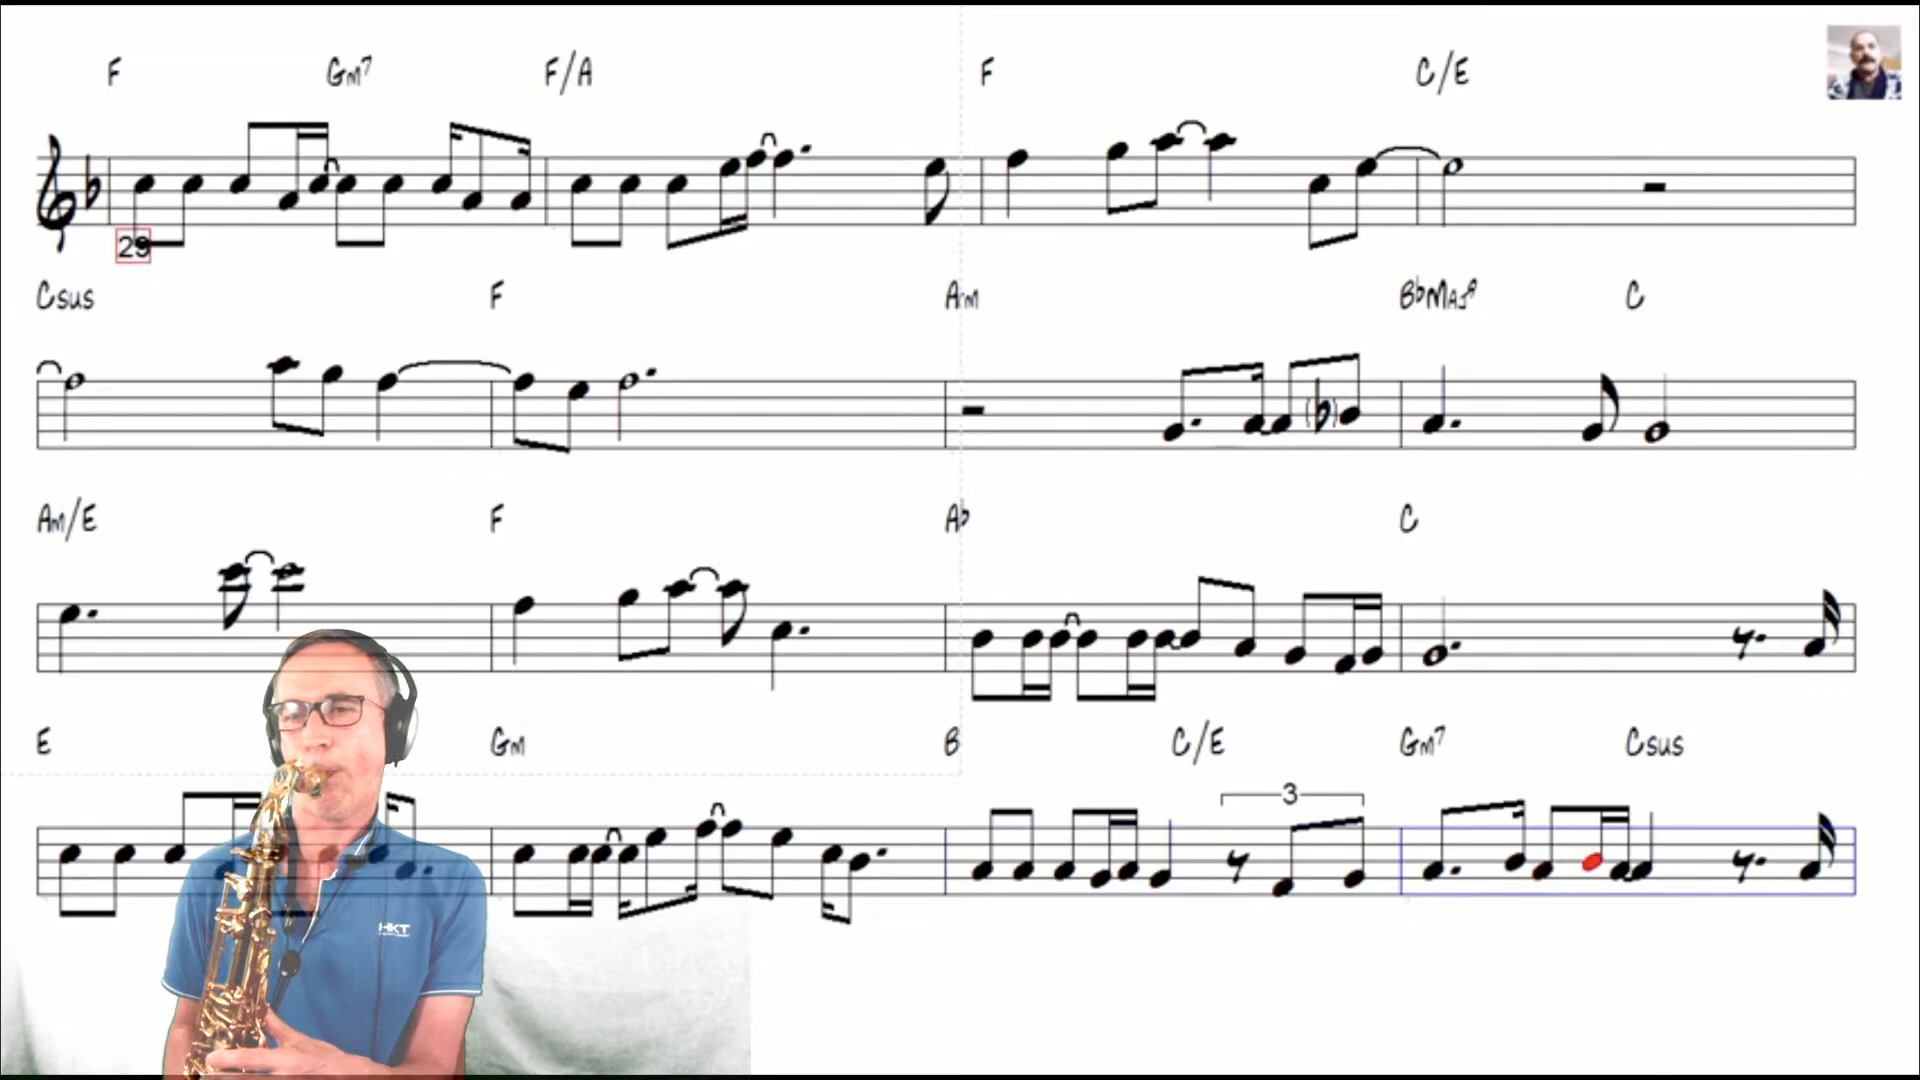 F Gm7 F/A F C/E
29
Csus F Am BbMaj9 C
Am/E F Ab C
E Gm B C/E Gm7 Csus
3
HKT